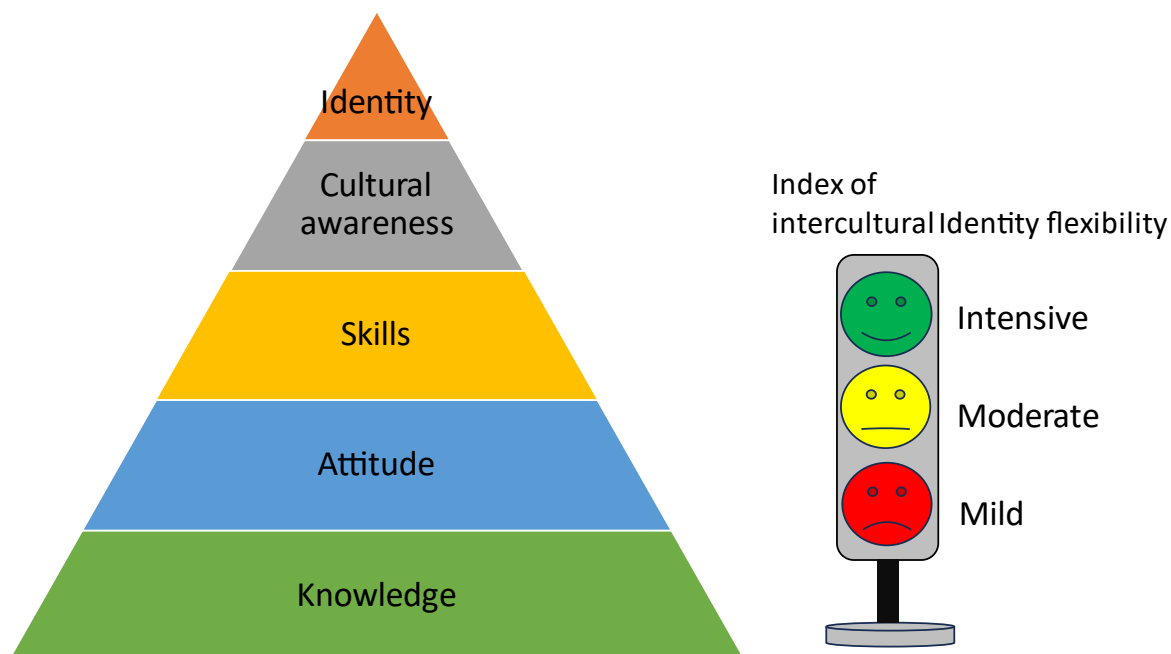 Identity
Cultural
awareness
Skills
Attitude
Knowledge
Index of
intercultural Identity flexibility
Intensive
Moderate
Mild